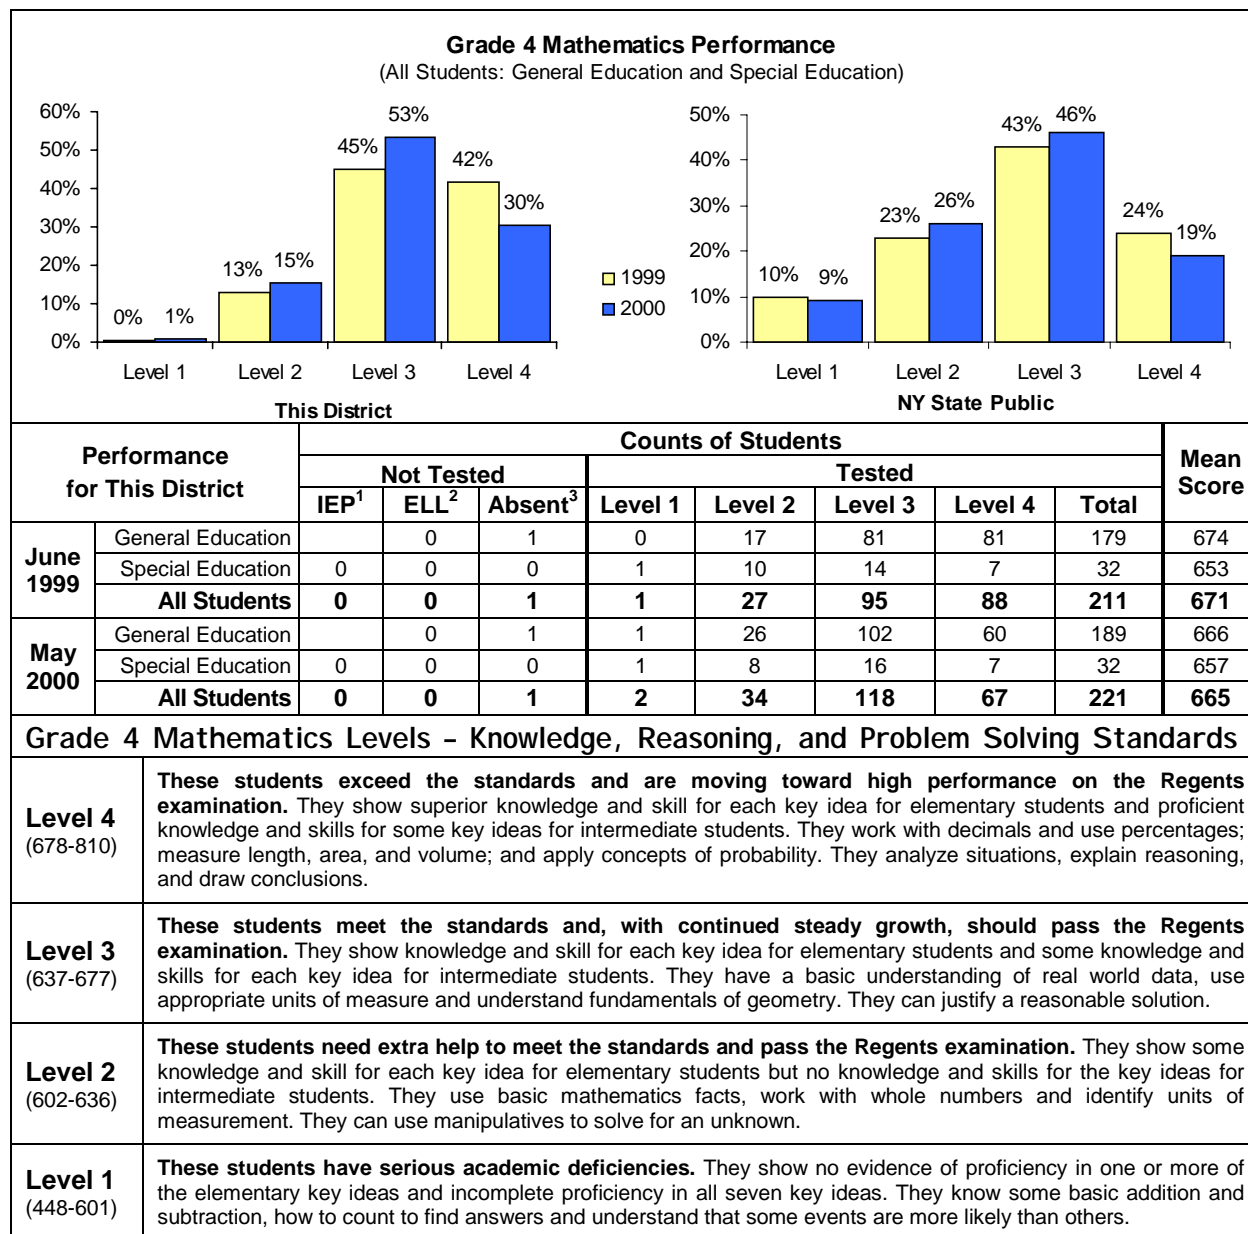 Grade 4 Mathematics Performance
(All Students: General Education and Special Education)
60%
50%
40%
30%
20%
10%
0%
0% 1%
13% 15%
45% 53%
42% 30%
Level 1 Level 2 Level 3 Level 4
This District
1999
2000
50%
40%
30%
20%
10%
0%
10% 9%
23% 26%
43% 46%
24% 19%
Level 1 Level 2 Level 3 Level 4
NY State Public
Performance
for This District
Counts of Students
Mean
Score
Not Tested Tested
IEP1 ELL2 Absent3 Level 1 Level 2 Level 3 Level 4 Total
June
1999
General Education 0 1 0 17 81 81 179 674
Special Education 0 0 0 1 10 14 7 32 653
All Students 0 0 1 1 27 95 88 211 671
May
2000
General Education 0 1 1 26 102 60 189 666
Special Education 0 0 0 1 8 16 7 32 657
All Students 0 0 1 2 34 118 67 221 665
Grade 4 Mathematics Levels – Knowledge, Reasoning, and Problem Solving Standards
Level 4
(678-810)
These students exceed the standards and are moving toward high performance on the Regents
examination. They show superior knowledge and skill for each key idea for elementary students and proficient
knowledge and skills for some key ideas for intermediate students. They work with decimals and use percentages;
measure length, area, and volume; and apply concepts of probability. They analyze situations, explain reasoning,
and draw conclusions.
Level 3
(637-677)
These students meet the standards and, with continued steady growth, should pass the Regents
examination. They show knowledge and skill for each key idea for elementary students and some knowledge and
skills for each key idea for intermediate students. They have a basic understanding of real world data, use
appropriate units of measure and understand fundamentals of geometry. They can justify a reasonable solution.
Level 2
(602-636)
These students need extra help to meet the standards and pass the Regents examination. They show some
knowledge and skill for each key idea for elementary students but no knowledge and skills for the key ideas for
intermediate students. They use basic mathematics facts, work with whole numbers and identify units of
measurement. They can use manipulatives to solve for an unknown.
Level 1
(448-601)
These students have serious academic deficiencies. They show no evidence of proficiency in one or more of
the elementary key ideas and incomplete proficiency in all seven key ideas. They know some basic addition and
subtraction, how to count to find answers and understand that some events are more likely than others.